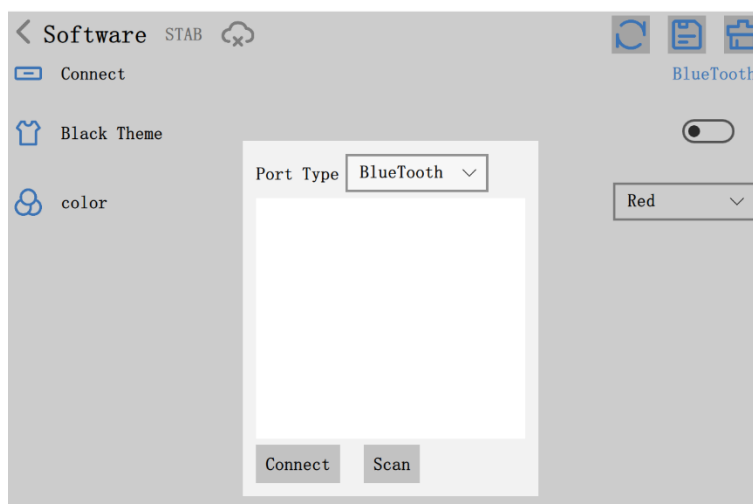 Software STAB
Connect BlueTooth
Black Theme
Port Type BlueTooth
color Red
Connect Scan